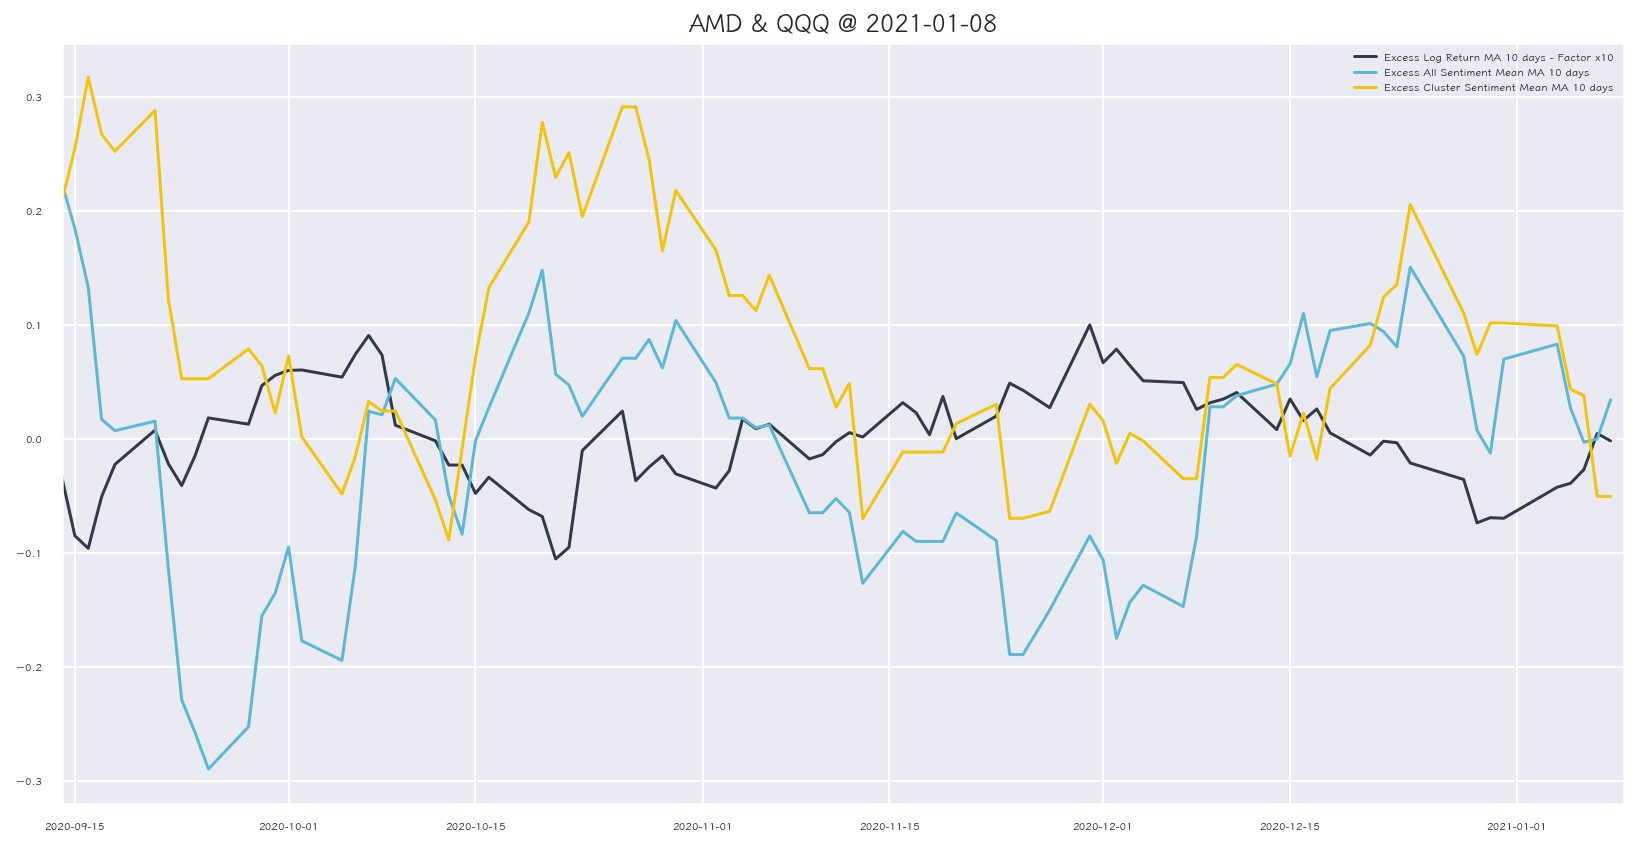 AMD & QQQ @ 2021-01-08
Excess Log Return MA 10 days - Factor x10
Excess All Sentiment Mean MA 10 days
Excess Cluster Sentiment Mean MA 10 days
0.3
0.2
0.1
0.0
−0.1
−0.2
−0.3
2020-09-15 2020-10-01 2020-10-15 2020-11-01 2020-11-15 2020-12-01 2020-12-15 2021-01-01